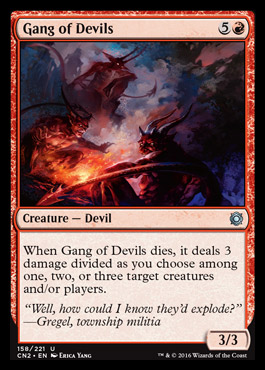 Gang of Devils 5
Creature — Devil
When Gang of Devils dies, it deals 3
damage divided as you choose among
one, two, or three target creatures
and/or players.
“Well, how could I know they’d explode?”
—Gregel, township militia
3/3
158/221 U
CN2 • EN Erica Yang ™ & © 2016 Wizards of the Coast